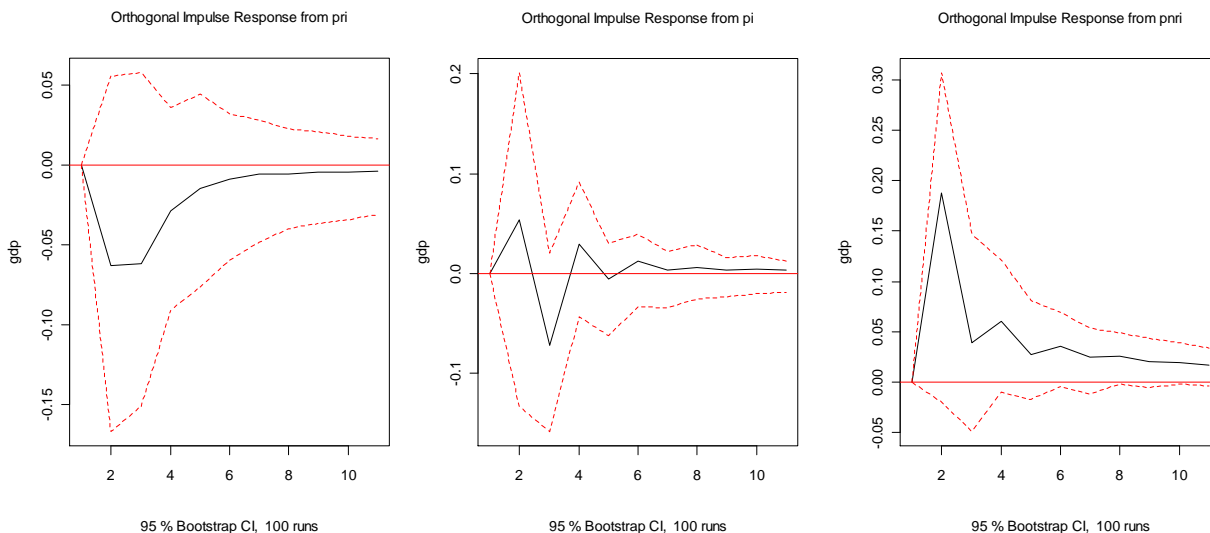 Orthogonal Impulse Response from pri
gdp
0.05
0.00
-0.05
-0.10
-0.15
2 4 6 8 10
95 % Bootstrap CI, 100 runs
Orthogonal Impulse Response from pi
gdp
0.2
0.1
0.0
-0.1
2 4 6 8 10
95 % Bootstrap CI, 100 runs
Orthogonal Impulse Response from pnri
gdp
0.30
0.25
0.20
0.15
0.10
0.05
0.00
-0.05
2 4 6 8 10
95 % Bootstrap CI, 100 runs